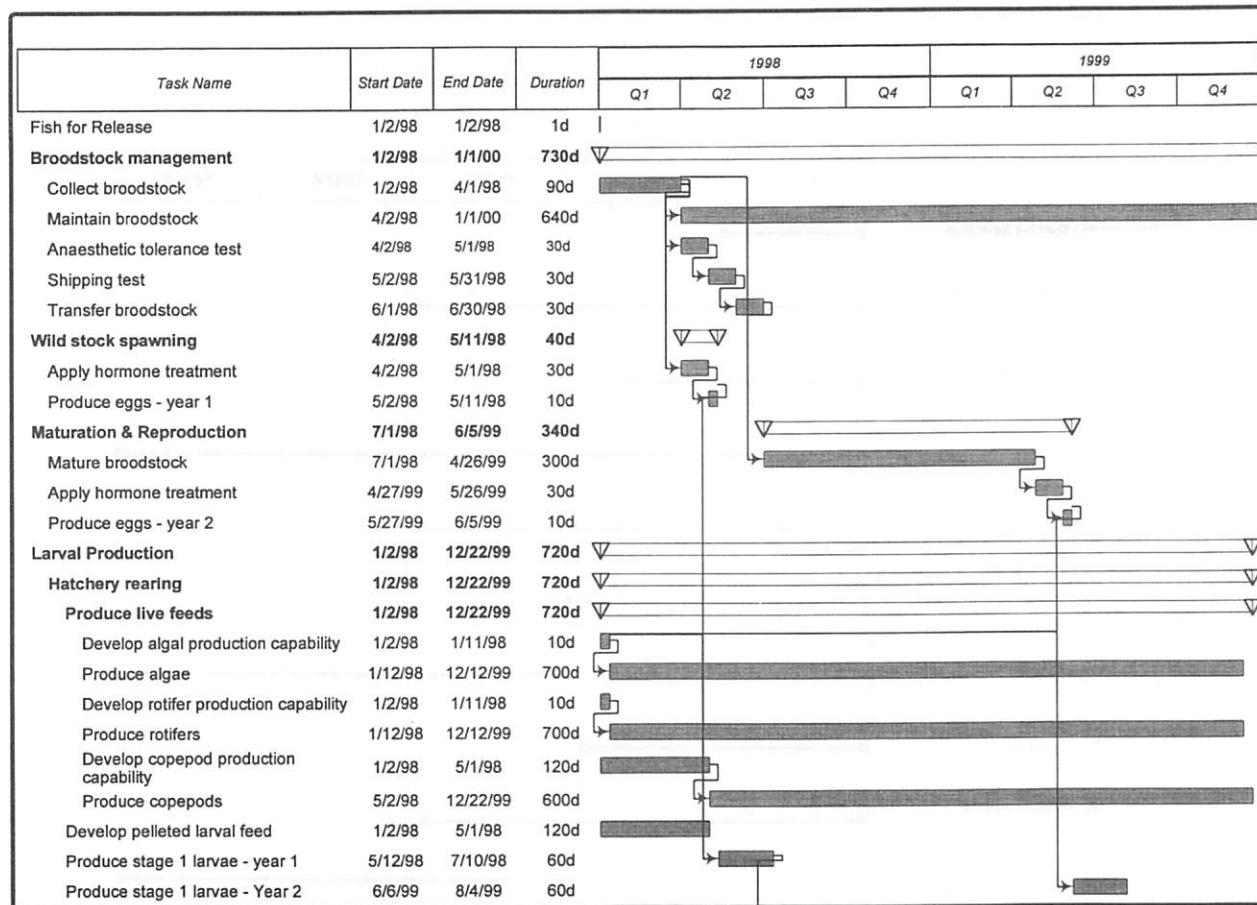 Task Name Start Date End Date Duration 1998 1999
Q1 Q2 Q3 Q4 Q1 Q2 Q3 Q4
Fish for Release 1/2/98 1/2/98 1d
Broodstock management 1/2/98 1/1/00 730d
Collect broodstock 1/2/98 4/1/98 90d
Maintain broodstock 4/2/98 1/1/00 640d
Anaesthetic tolerance test 4/2/98 5/1/98 30d
Shipping test 5/2/98 5/31/98 30d
Transfer broodstock 6/1/98 6/30/98 30d
Wild stock spawning 4/2/98 5/11/98 40d
Apply hormone treatment 4/2/98 5/1/98 30d
Produce eggs - year 1 5/2/98 5/11/98 10d
Maturation & Reproduction 7/1/98 6/5/99 340d
Mature broodstock 7/1/98 4/26/99 300d
Apply hormone treatment 4/27/99 5/26/99 30d
Produce eggs - year 2 5/27/99 6/5/99 10d
Larval Production 1/2/98 12/22/99 720d
Hatchery rearing 1/2/98 12/22/99 720d
Produce live feeds 1/2/98 12/22/99 720d
Develop algal production capability 1/2/98 1/11/98 10d
Produce algae 1/12/98 12/12/99 700d
Develop rotifer production capability 1/2/98 1/11/98 10d
Produce rotifers 1/12/98 12/12/99 700d
Develop copepod production
capability 1/2/98 5/1/98 120d
Produce copepods 5/2/98 12/22/99 600d
Develop pelleted larval feed 1/2/98 5/1/98 120d
Produce stage 1 larvae - year 1 5/12/98 7/10/98 60d
Produce stage 1 larvae - Year 2 6/6/99 8/4/99 60d